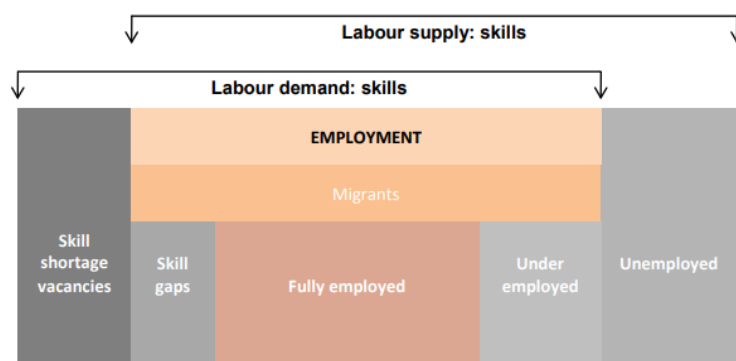 Labour supply: skills
Labour demand: skills
EMPLOYMENT
Migrants
Skill
shortage
vacancies
Skill
gaps
Fully employed
Under
employed
Unemployed